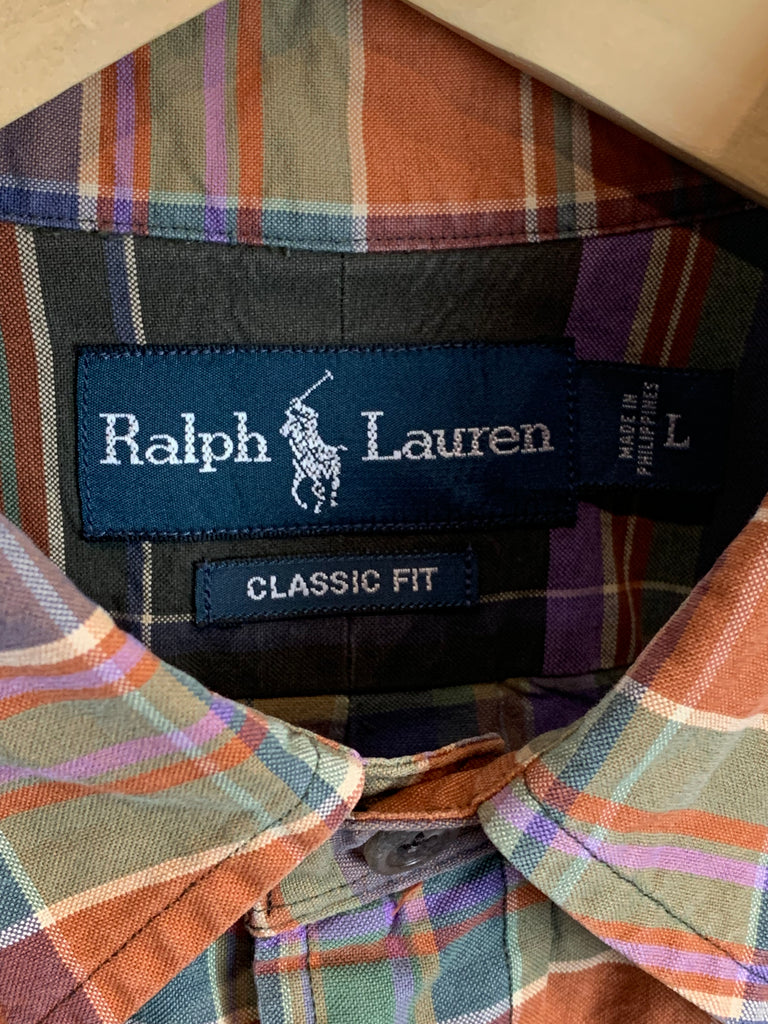 Ralph Lauren
MADE IN
PHILIPPINES
L
CLASSIC FIT